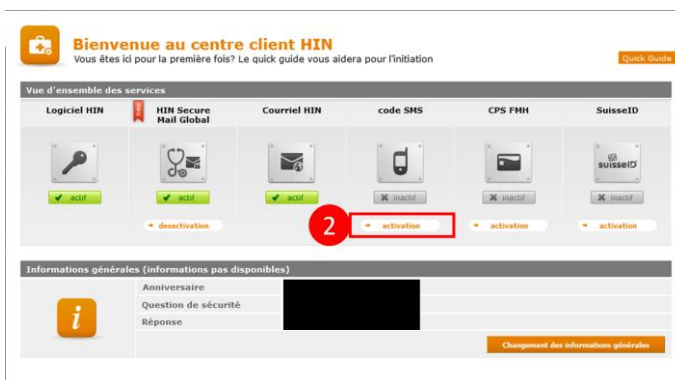 Bienvenue au centre client HIN
Vous êtes ici pour la première fois? Le quick guide vous aidera pour l'initiation
Quick Guide
Vue d'ensemble des services
Logiciel HIN
new
HIN Secure
Mail Global
Courriel HIN
code SMS
CPS FMH
SuisseID
suisseID
actif
actif
actif
inactif
inactif
inactif
desactivation
2
activation
activation
activation
Informations générales (informations pas disponibles)
i
Anniversaire
Question de sécurité
Réponse
Changement des informations générales